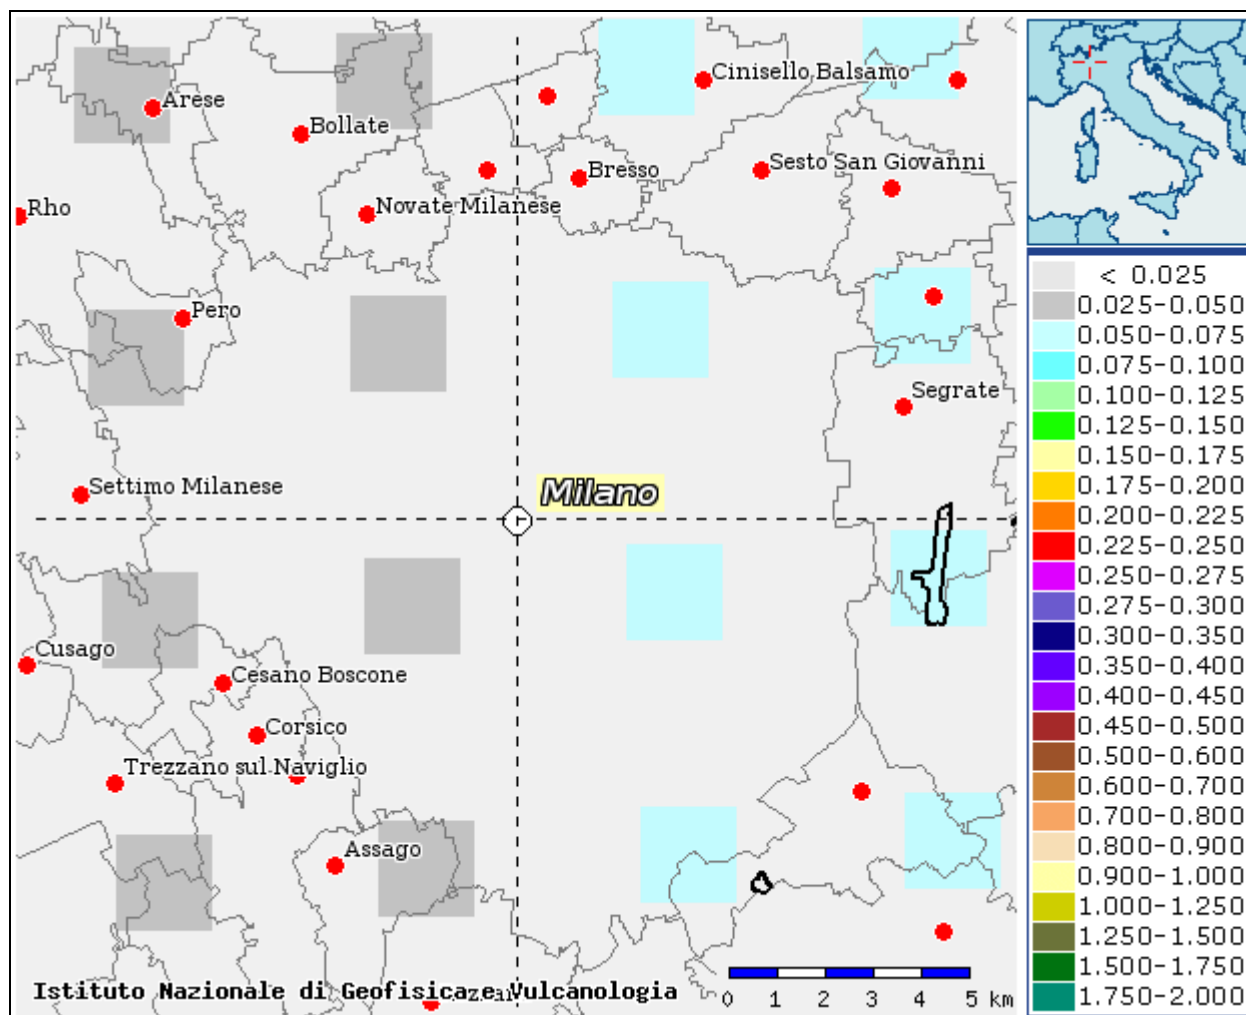 Cinisello Balsamo
Arese
Bollate
Bresso
Sesto San Giovanni
Rho
Novate Milanese
Pero
Segrate
Settimo Milanese
Milano
Cusago
Cesano Boscone
Corsico
Trezzano sul Naviglio
Assago
Istituto Nazionale di Geofisica e Vulcanologia
0 1 2 3 4 5 km
< 0.025
0.025-0.050
0.050-0.075
0.075-0.100
0.100-0.125
0.125-0.150
0.150-0.175
0.175-0.200
0.200-0.225
0.225-0.250
0.250-0.275
0.275-0.300
0.300-0.350
0.350-0.400
0.400-0.450
0.450-0.500
0.500-0.600
0.600-0.700
0.700-0.800
0.800-0.900
0.900-1.000
1.000-1.250
1.250-1.500
1.500-1.750
1.750-2.000